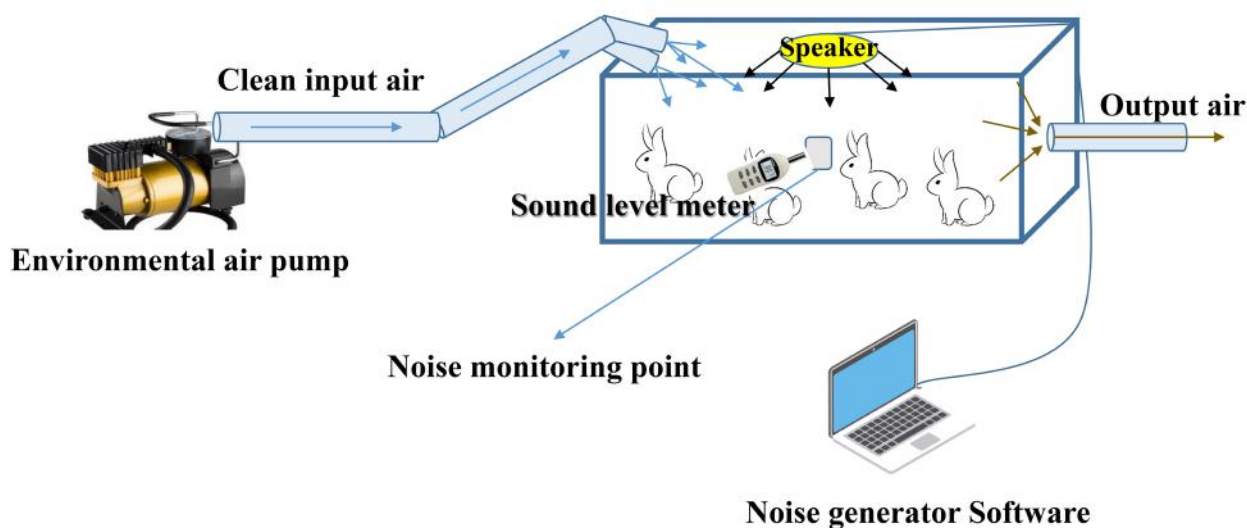 Clean input air
Speaker
Output air
Sound level meter
Environmental air pump
Noise monitoring point
Noise generator Software